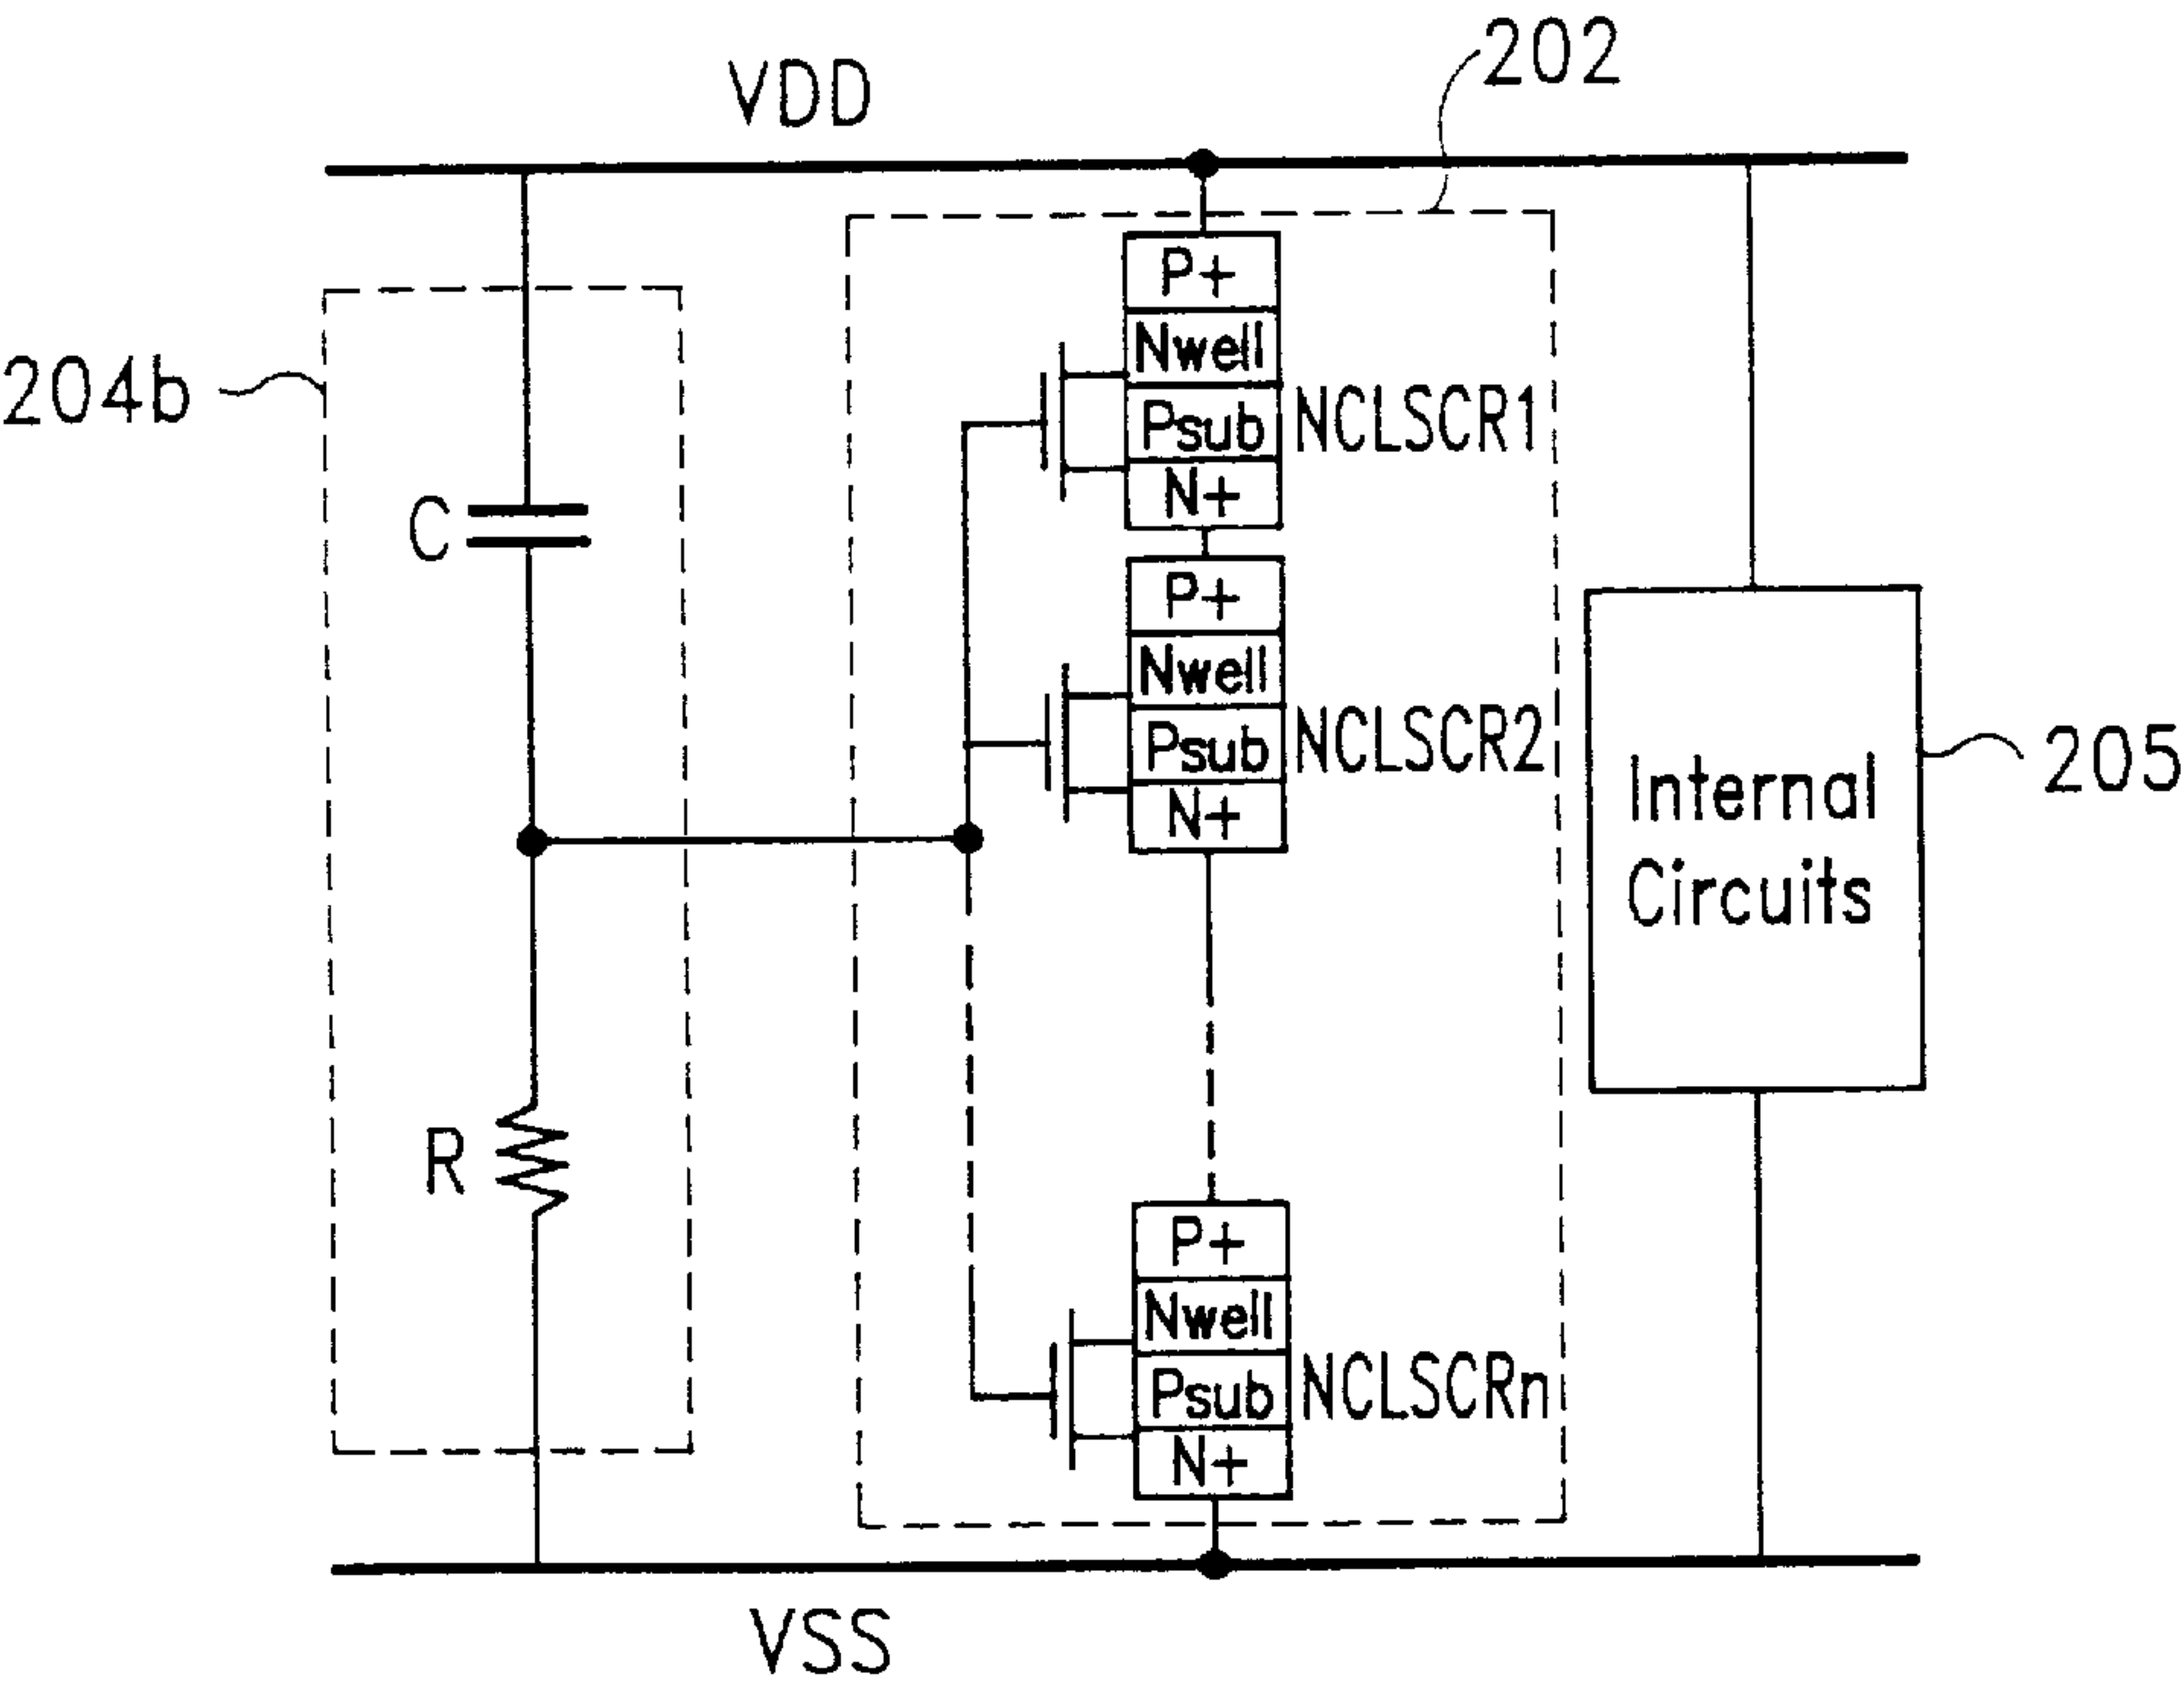 202
VDD
P+
Nwell
Psub
N+
NCLSCR1
204b
C
P+
Nwell
Psub
N+
NCLSCR2
Internal
Circuits
205
R
P+
Nwell
Psub
N+
NCLSCRn
VSS